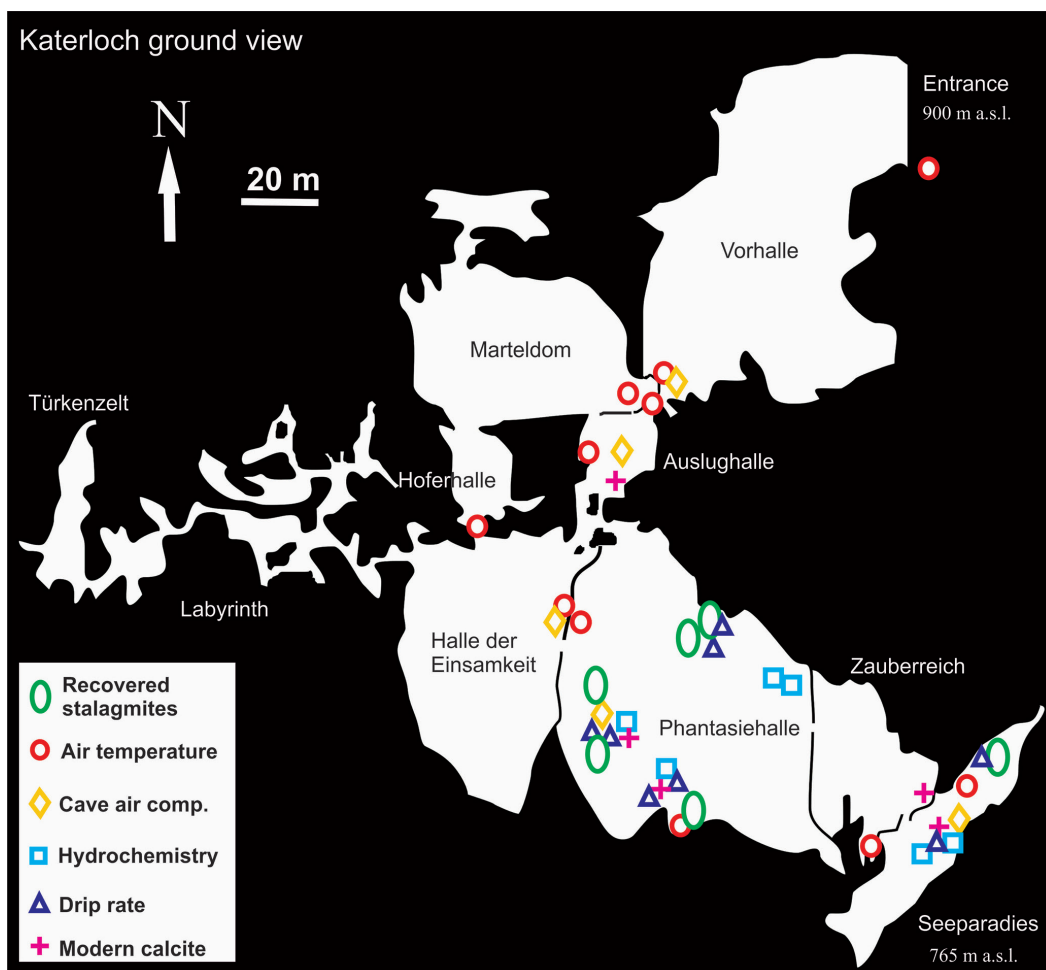 Katerloch ground view
Entrance
900 m a.s.l.
N
20 m
Vorhalle
Marteldom
Türkenzelt
Hoferhalle
Auslughalle
Labyrinth
Halle der
Einsamkeit
Zauberreich
Phantasiehalle
Recovered
stalagmites
Air temperature
Cave air comp.
Hydrochemistry
Drip rate
Modern calcite
Seeparadies
765 m a.s.l.